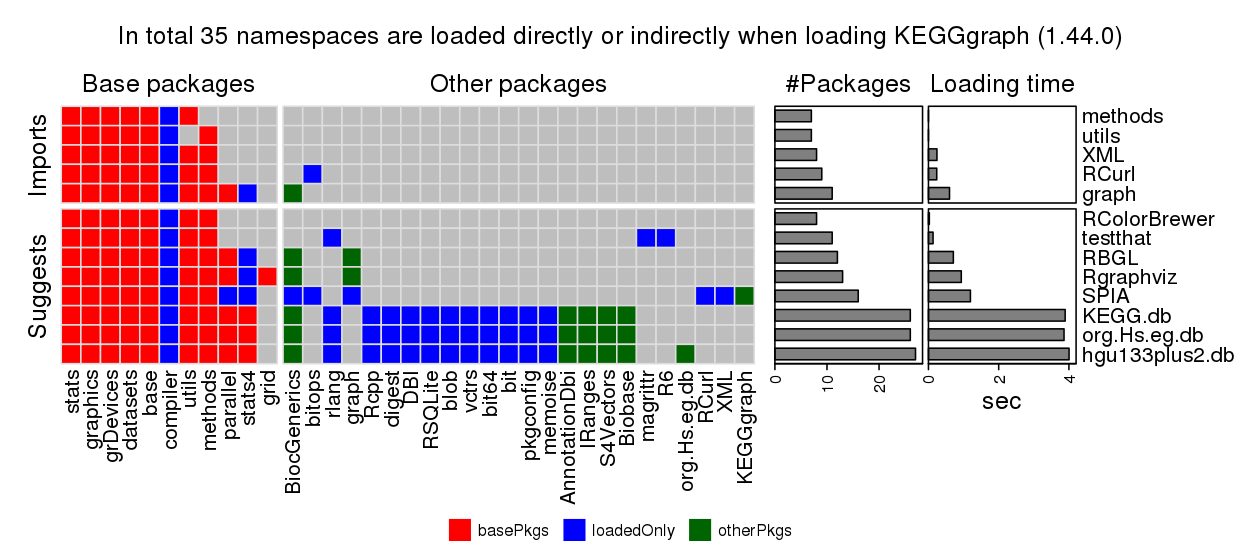 In total 35 namespaces are loaded directly or indirectly when loading KEGGgraph (1.44.0)
Base packages
Other packages
#Packages
Loading time
Imports
methods
utils
XML
RCurl
graph
Suggests
RColorBrewer
testthat
RBGL
Rgraphviz
SPIA
KEGG.db
org.Hs.eg.db
hgu133plus2.db
stats
graphics
grDevices
datasets
base
compiler
utils
methods
parallel
stats4
grid
BiocGenerics
bitops
rlang
graph
Rcpp
digest
DBI
RSQLite
blob
vctrs
bit64
bit
pkgconfig
memoise
AnnotationDbi
IRanges
S4Vectors
Biobase
magrittr
R6
org.Hs.eg.db
RCurl
XML
KEGGgraph
0
10
20
0
2
4
sec
basePkgs
loadedOnly
otherPkgs